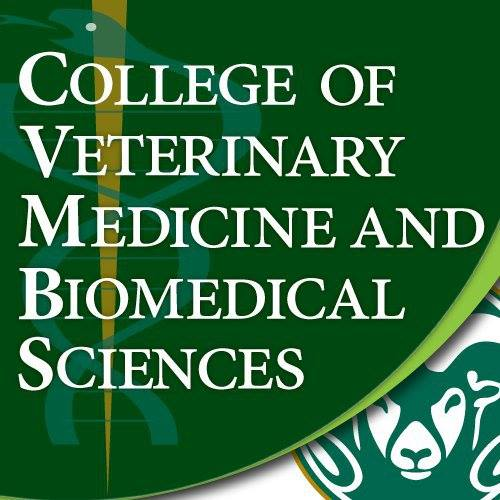 COLLEGE OF
VETERINARY
MEDICINE AND
BIOMEDICAL
SCIENCES